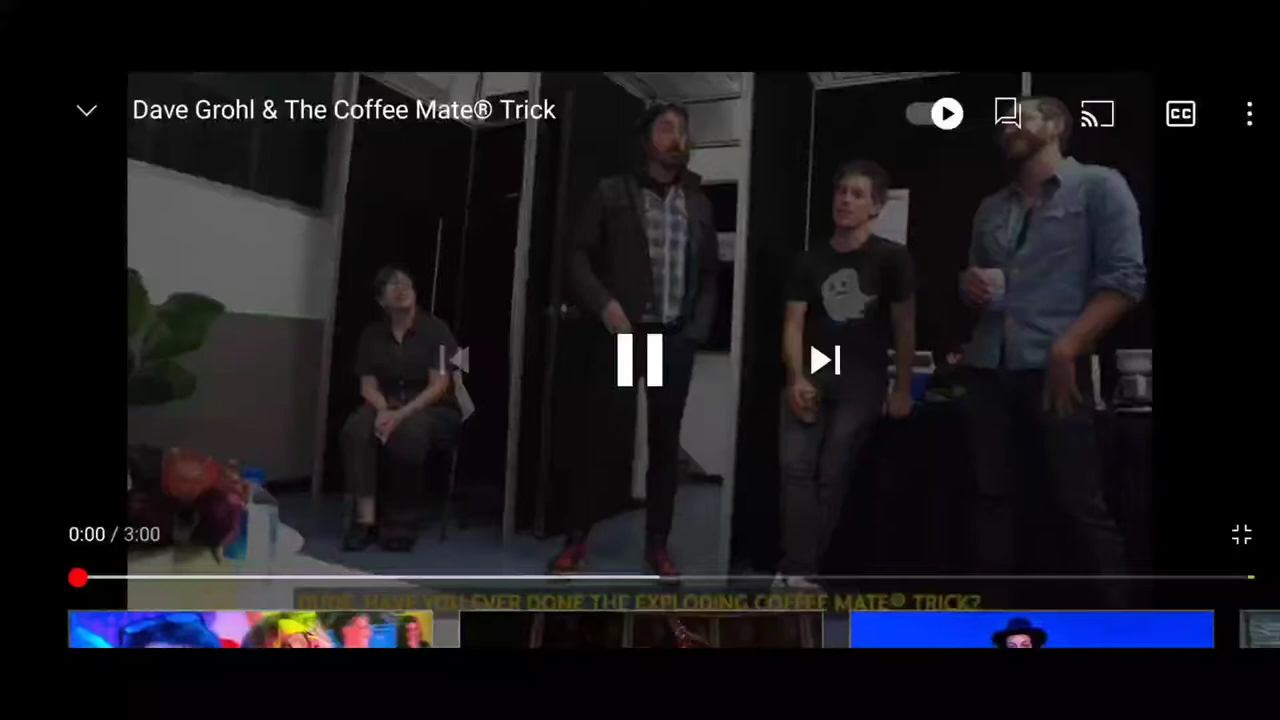 Dave Grohl & The Coffee Mate® Trick
CC
0:00 / 3:00
DUDE, HAVE YOU EVER DONE THE EXPLODING COFFEE MATE® TRICK?